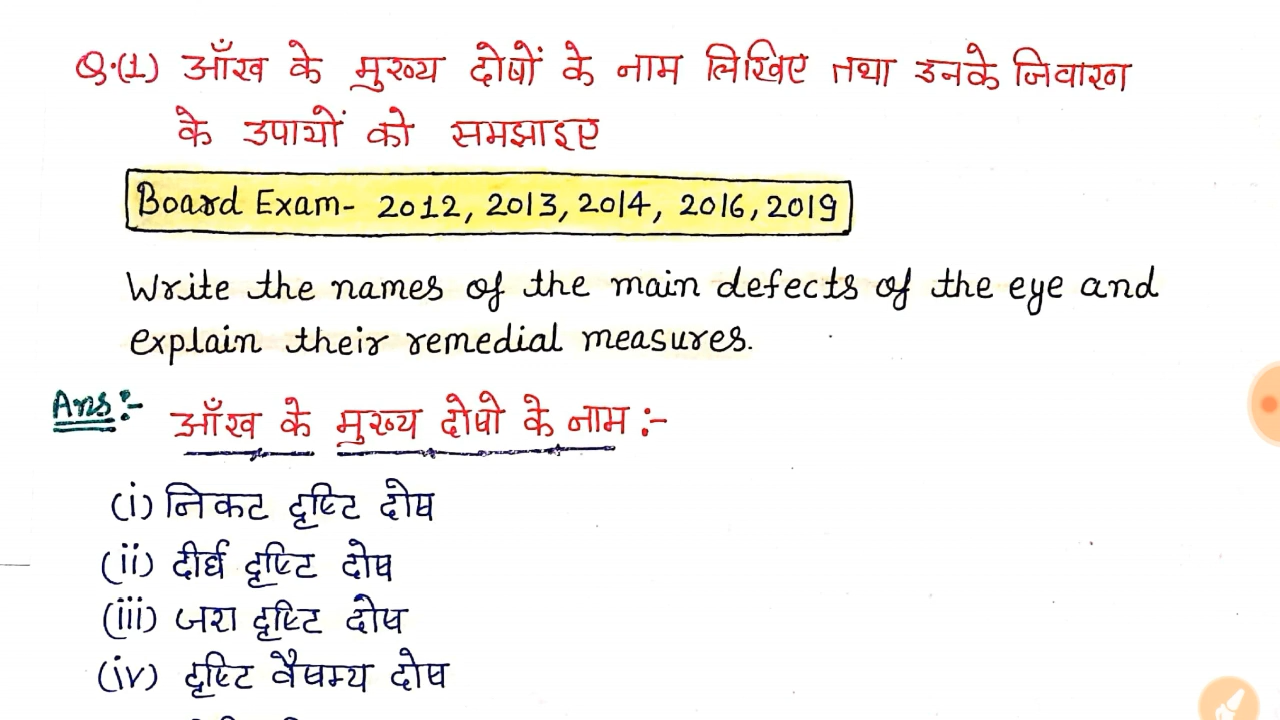 Q.(1) आँख के मुख्य दोषों के नाम लिखिए तथा उनके निवारण
के उपायों को समझाइए
Board Exam- 2012, 2013, 2014, 2016, 2019
Write the names of the main defects of the eye and
explain their remedial measures.
Ans:- आँख के मुख्य दोषो के नाम :-
(i) निकट दृष्टि दोष
(ii) दीर्घ दृष्टि दोष
(iii) जरा दृष्टि दोष
(iv) दृष्टि वैषम्य दोष